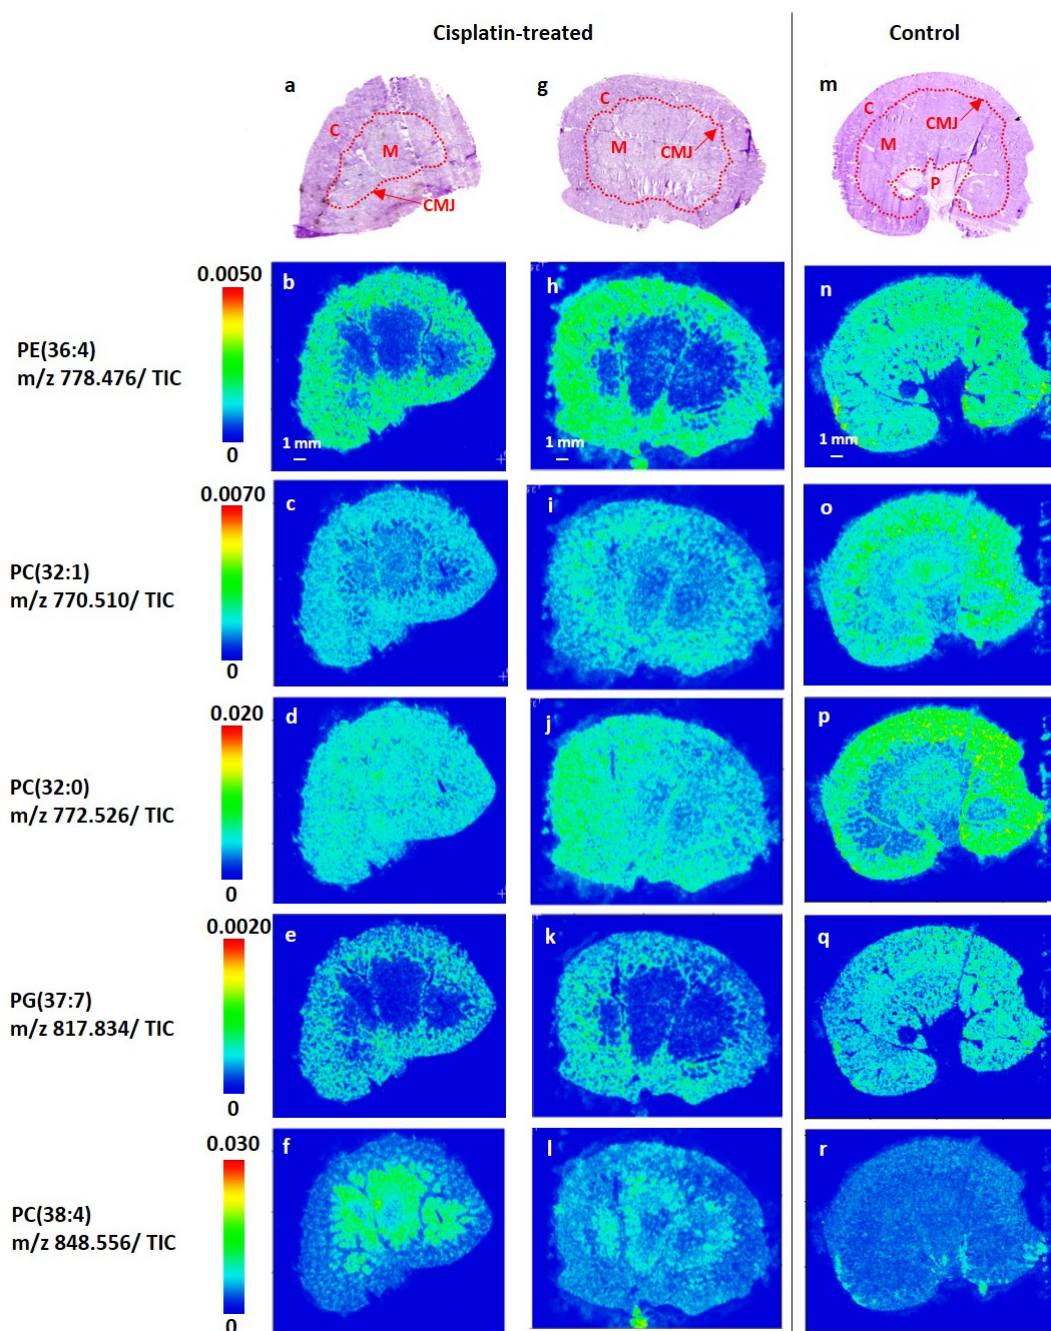 Cisplatin-treated
Control
a
C
M
CMJ
g
C
M
CMJ
m
C
CMJ
M
P
PE(36:4)
m/z 778.476/ TIC
0.0050
0
b
1 mm
h
1 mm
n
1 mm
PC(32:1)
m/z 770.510/ TIC
0.0070
0
c
i
o
PC(32:0)
m/z 772.526/ TIC
0.020
0
d
j
p
PG(37:7)
m/z 817.834/ TIC
0.0020
0
e
k
q
PC(38:4)
m/z 848.556/ TIC
0.030
0
f
l
r